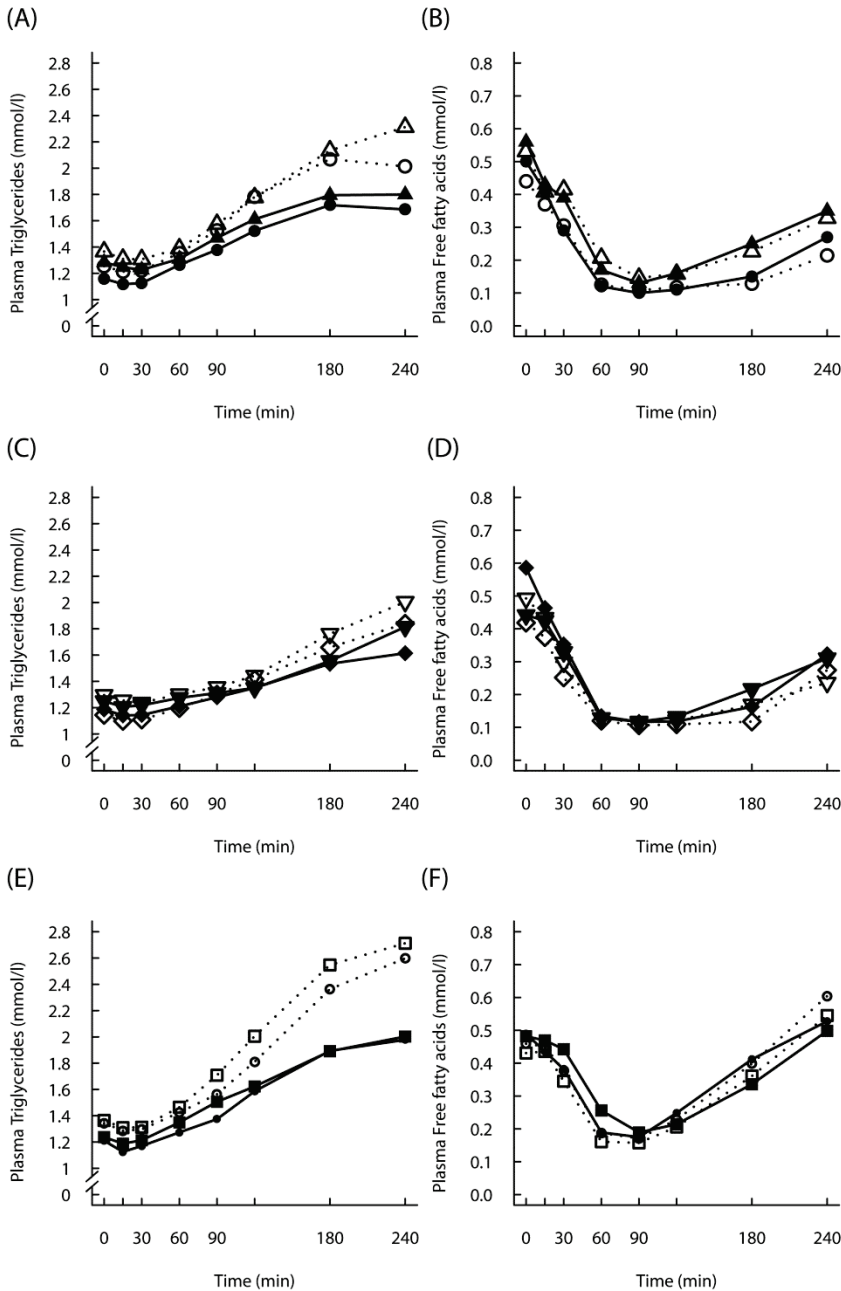 (A)
Plasma Triglycerides (mmol/l)
2.8
2.6
2.4
2.2
2
1.8
1.6
1.4
1.2
1
0
0 30 60 90 180 240
Time (min)
(B)
Plasma Free fatty acids (mmol/l)
0.8
0.7
0.6
0.5
0.4
0.3
0.2
0.1
0.0
0 30 60 90 180 240
Time (min)
(C)
Plasma Triglycerides (mmol/l)
2.8
2.6
2.4
2.2
2
1.8
1.6
1.4
1.2
1
0
0 30 60 90 180 240
Time (min)
(D)
Plasma Free fatty acids (mmol/l)
0.8
0.7
0.6
0.5
0.4
0.3
0.2
0.1
0.0
0 30 60 90 180 240
Time (min)
(E)
Plasma Triglycerides (mmol/l)
2.8
2.6
2.4
2.2
2
1.8
1.6
1.4
1.2
1
0
0 30 60 90 180 240
Time (min)
(F)
Plasma Free fatty acids (mmol/l)
0.8
0.7
0.6
0.5
0.4
0.3
0.2
0.1
0.0
0 30 60 90 180 240
Time (min)